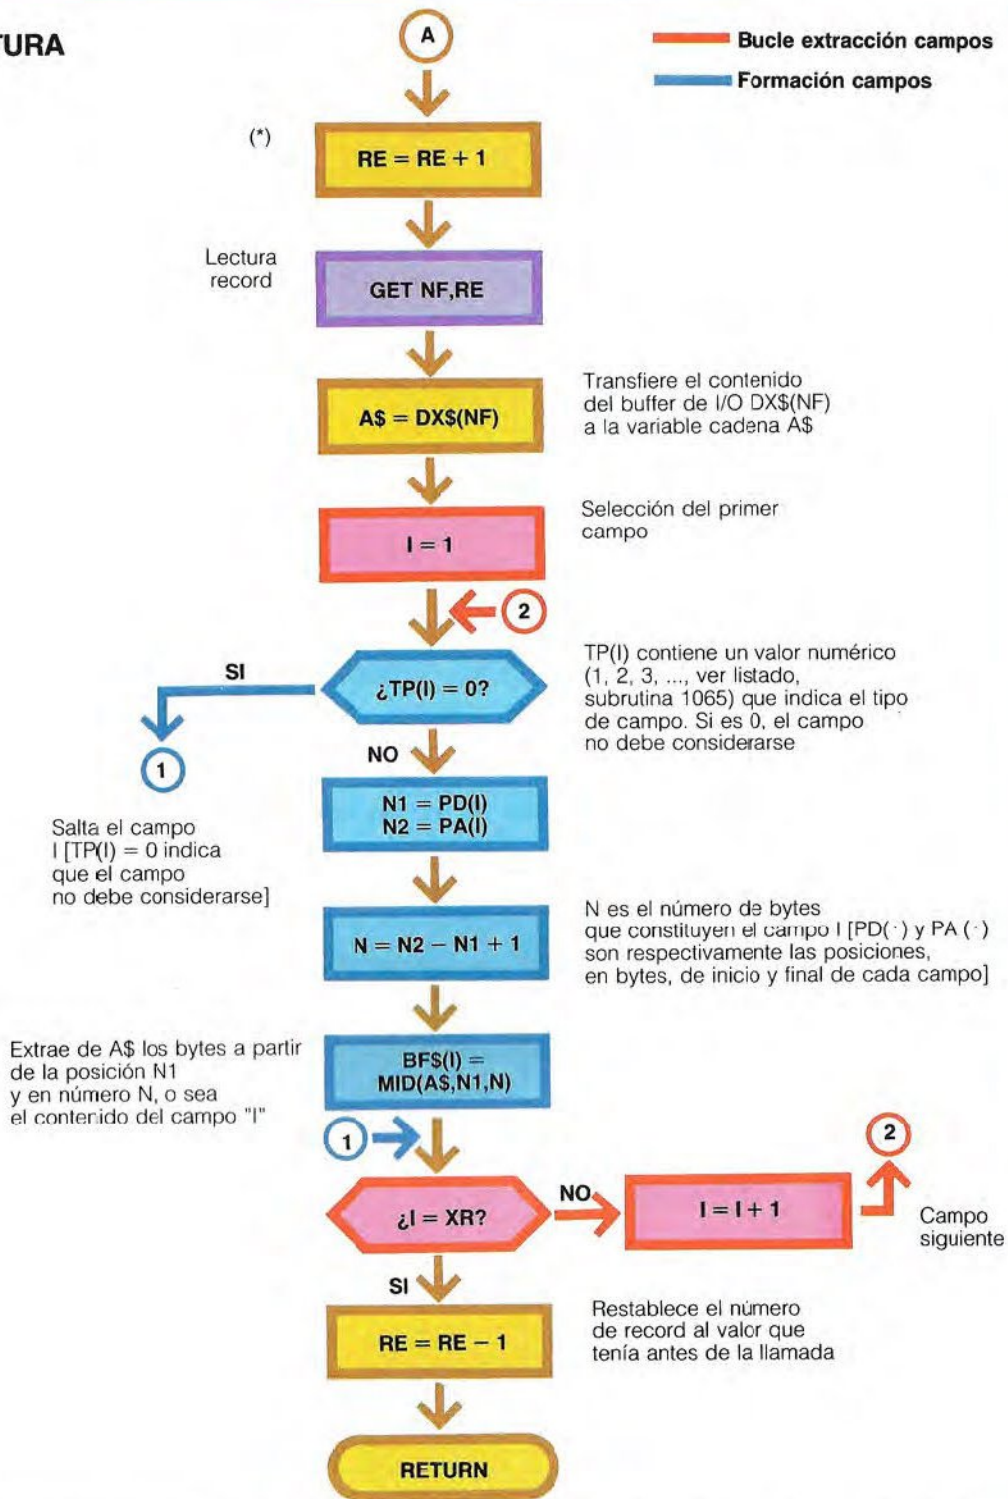 TURA
A
Bucle extracción campos
Formación campos
(*)
RE = RE + 1
Lectura
record
GET NF,RE
A$ = DX$(NF)
Transfiere el contenido
del buffer de I/O DX$(NF)
a la variable cadena A$
I = 1
Selección del primer
campo
2
SI
¿TP(I) = 0?
TP(I) contiene un valor numérico
(1, 2, 3, ..., ver listado,
subrutina 1065) que indica el tipo
de campo. Si es 0, el campo
no debe considerarse
NO
1
Salta el campo
I [TP(I) = 0 indica
que el campo
no debe considerarse]
N1 = PD(I)
N2 = PA(I)
N = N2 − N1 + 1
N es el número de bytes
que constituyen el campo I [PD(·) y PA (·)
son respectivamente las posiciones,
en bytes, de inicio y final de cada campo]
Extrae de A$ los bytes a partir
de la posición N1
y en número N, o sea
el contenido del campo "I"
BF$(I) =
MID(A$,N1,N)
1
¿I = XR?
NO
I = I + 1
2
Campo
siguiente
SI
RE = RE − 1
Restablece el número
de record al valor que
tenía antes de la llamada
RETURN